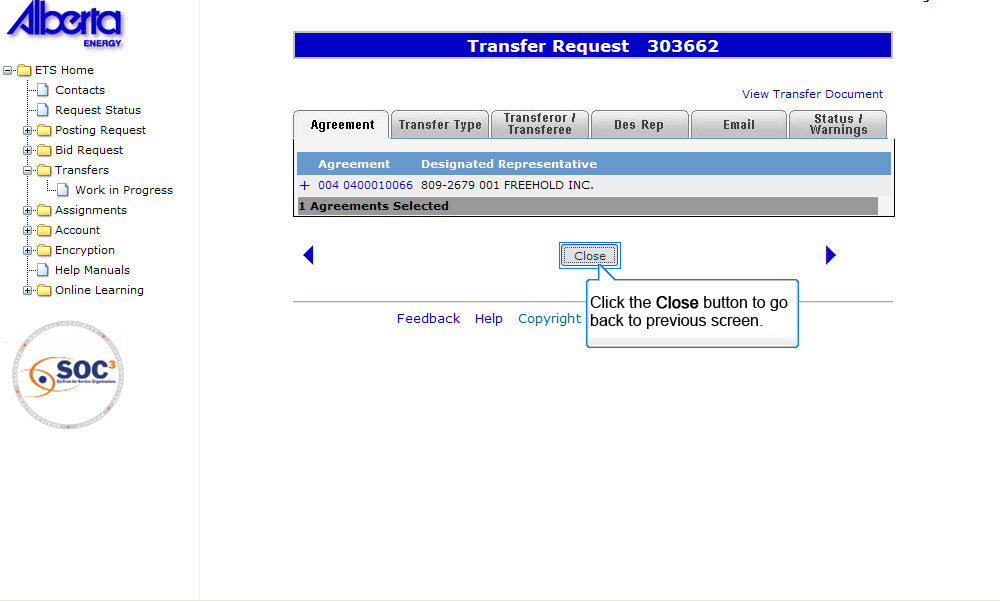 Alberta
ENERGY
ETS Home
Contacts
Request Status
Posting Request
Bid Request
Transfers
Work in Progress
Assignments
Account
Encryption
Help Manuals
Online Learning
SOC3
SysTrust for Service Organizations
Transfer Request 303662
View Transfer Document
Agreement
Transfer Type
Transferor /
Transferee
Des Rep
Email
Status /
Warnings
Agreement Designated Representative
+ 004 0400010066 809-2679 001 FREEHOLD INC.
1 Agreements Selected
Close
Click the Close button to go
back to previous screen.
Feedback Help Copyright